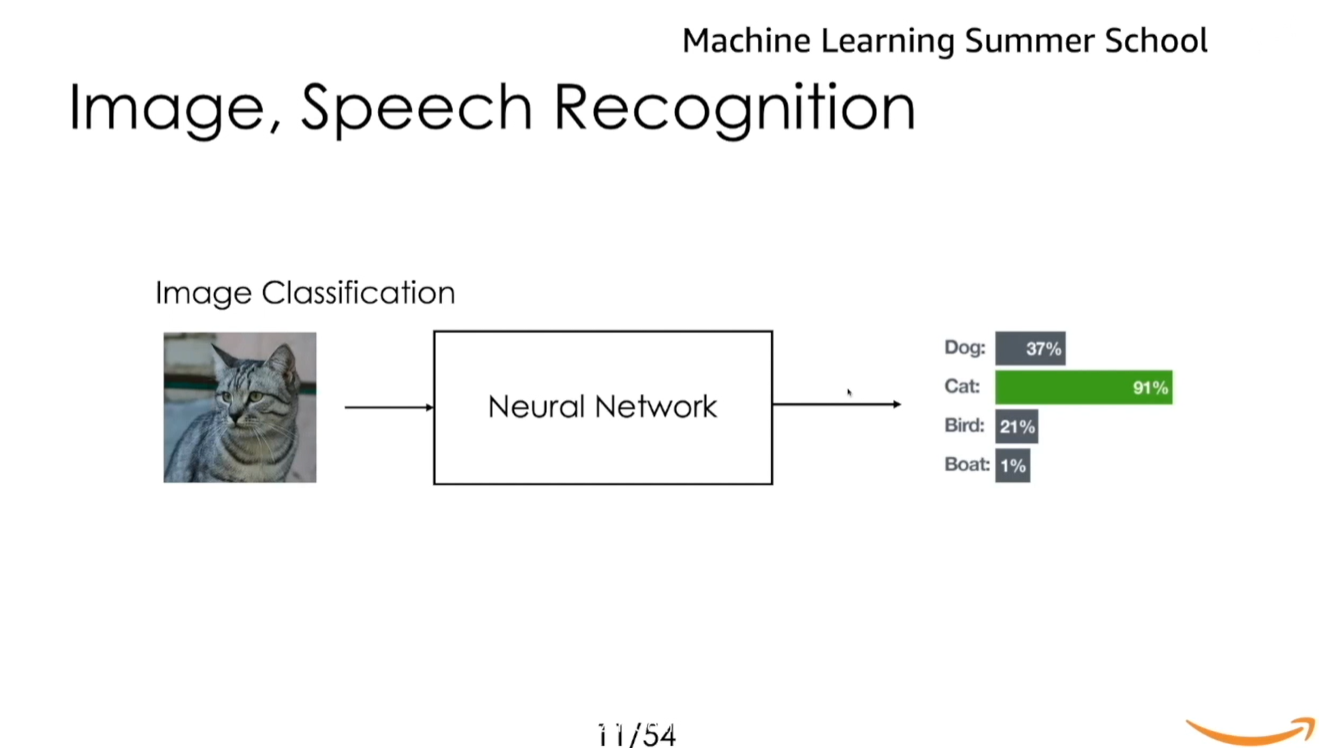 Machine Learning Summer School
Image, Speech Recognition
Image Classification
Neural Network
Dog: 37%
Cat: 91%
Bird: 21%
Boat: 1%
11/54